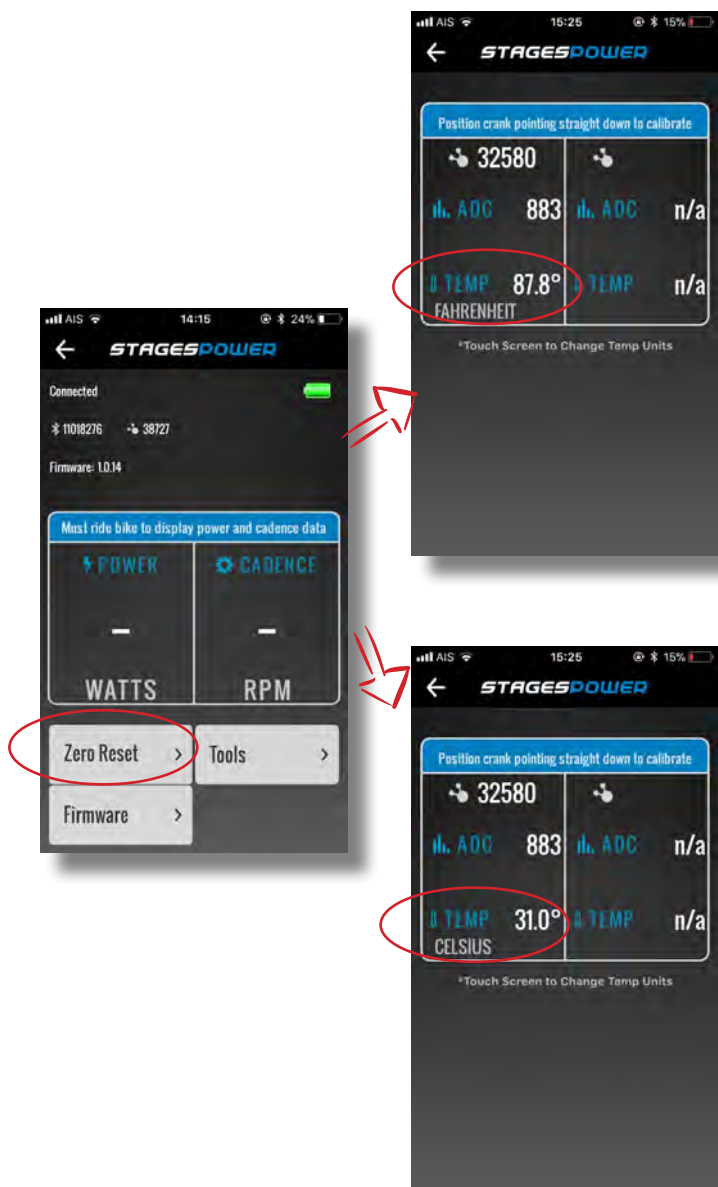 AIS 14:15 24%
STAGESPOWER
Connected
11018276 38727
Firmware: 1.0.14
Must ride bike to display power and cadence data
POWER CADENCE
– –
WATTS RPM
Zero Reset > Tools >
Firmware >
AIS 15:25 15%
STAGESPOWER
Position crank pointing straight down to calibrate
32580
ADC 883 ADC n/a
TEMP 87.8° TEMP n/a
FAHRENHEIT
*Touch Screen to Change Temp Units
AIS 15:25 15%
STAGESPOWER
Position crank pointing straight down to calibrate
32580
ADC 883 ADC n/a
TEMP 31.0° TEMP n/a
CELSIUS
*Touch Screen to Change Temp Units